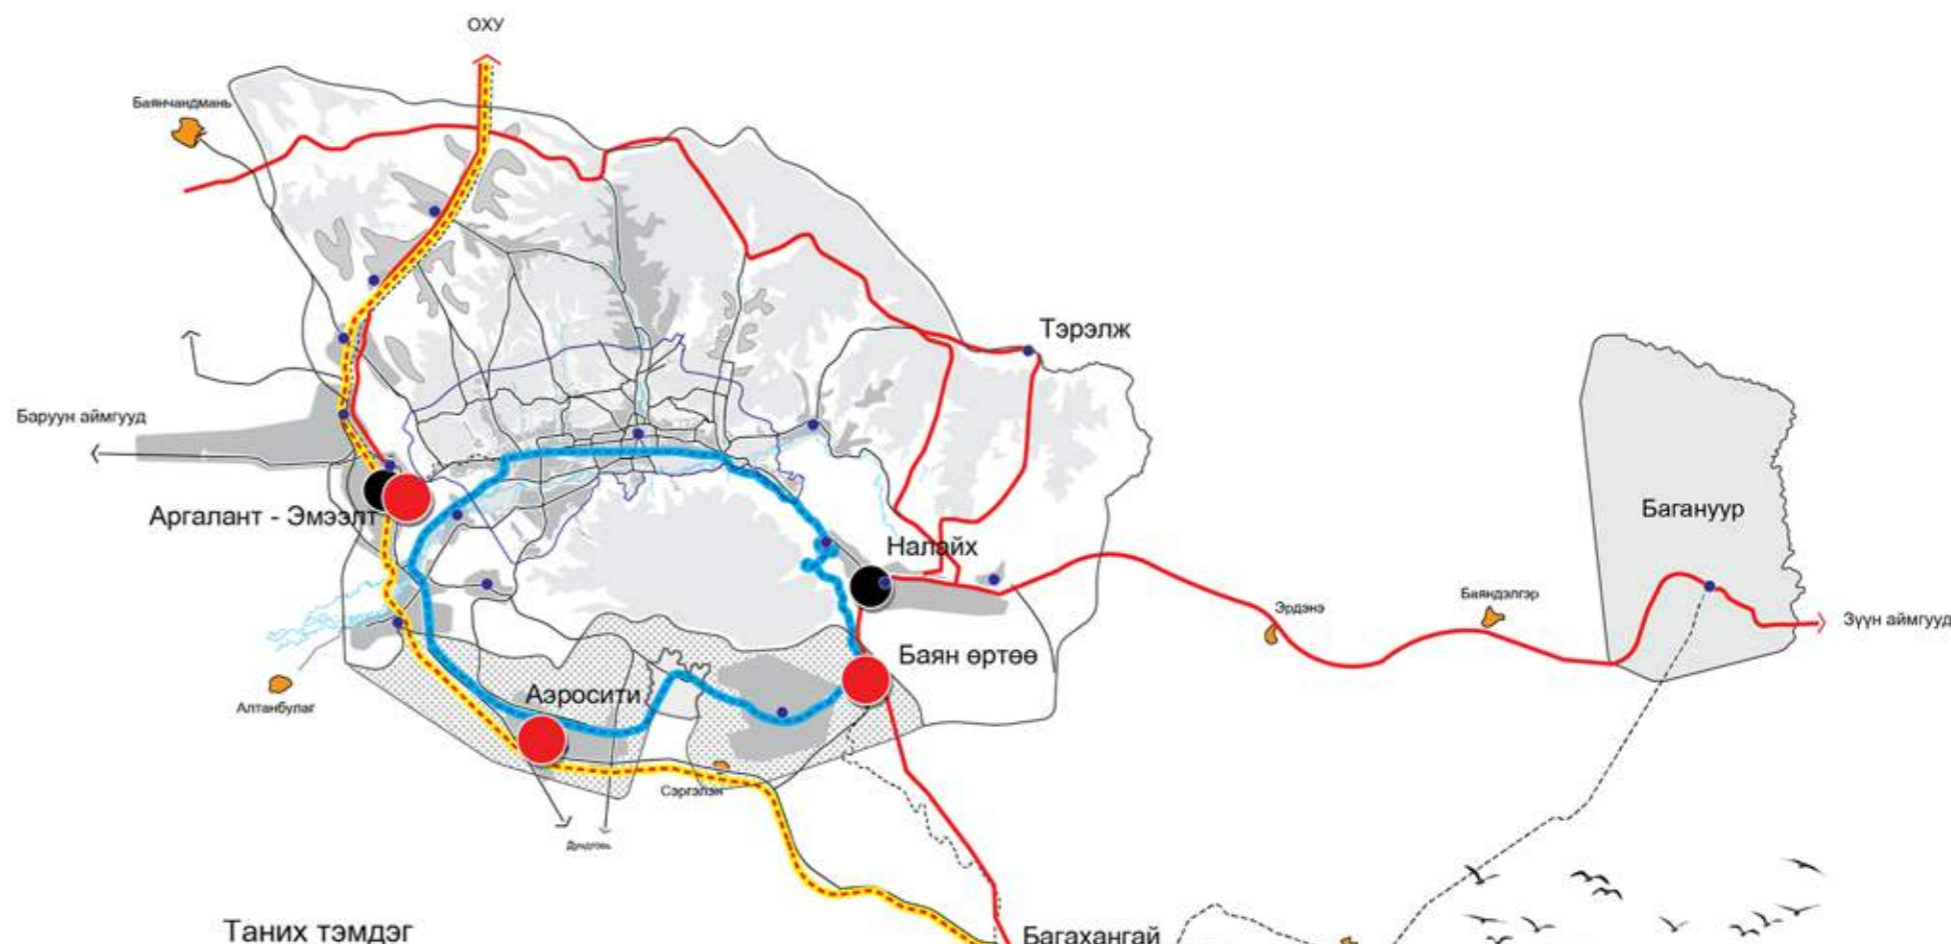 ОХУ
Баянчандмань
Тэрэлж
Баруун аймгууд
Багануур
Аргалант - Эмээлт
Налайх
Эрдэнэ
Баяндэлгэр
Зүүн аймгууд
Баян өртөө
Аэросити
Алтанбулаг
Сэргэлэн
Дундговь
Таних тэмдэг
Багахангай